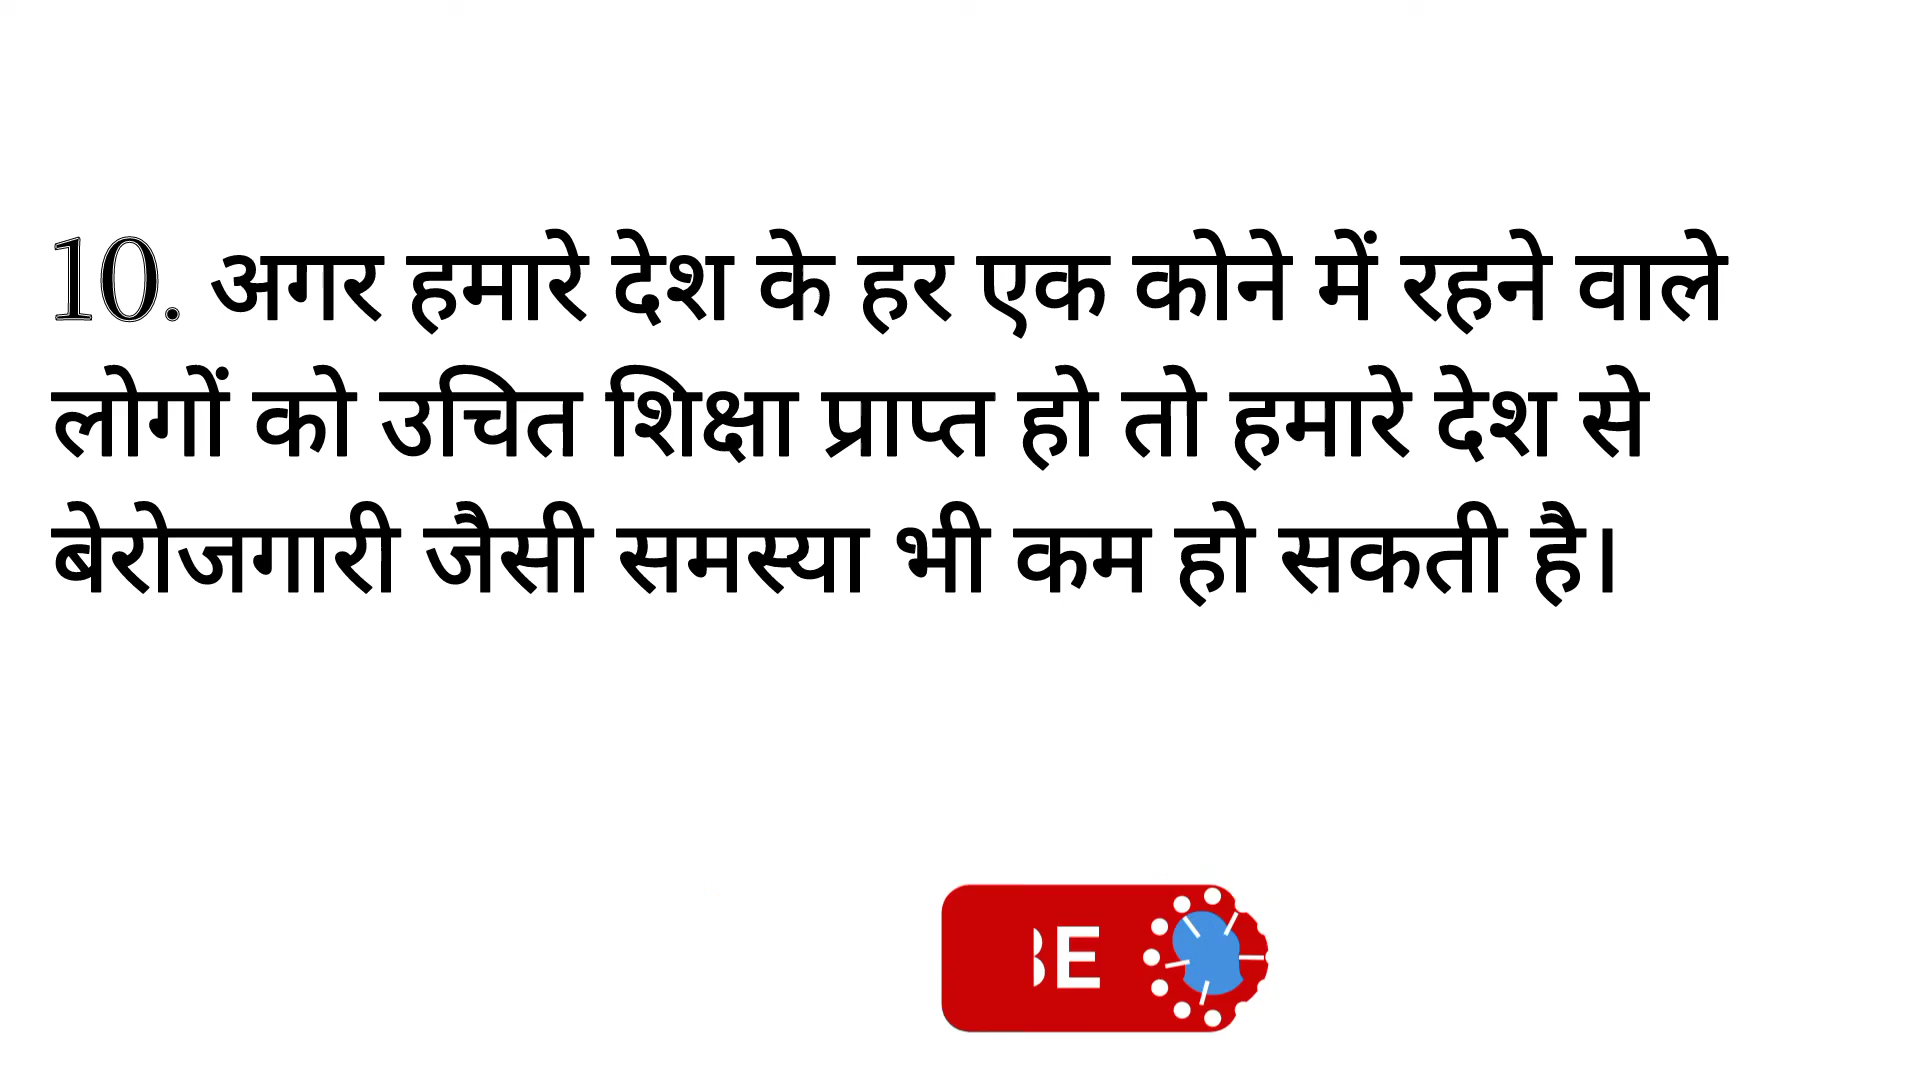 10. अगर हमारे देश के हर एक कोने में रहने वाले
लोगों को उचित शिक्षा प्राप्त हो तो हमारे देश से
बेरोजगारी जैसी समस्या भी कम हो सकती है।
BE